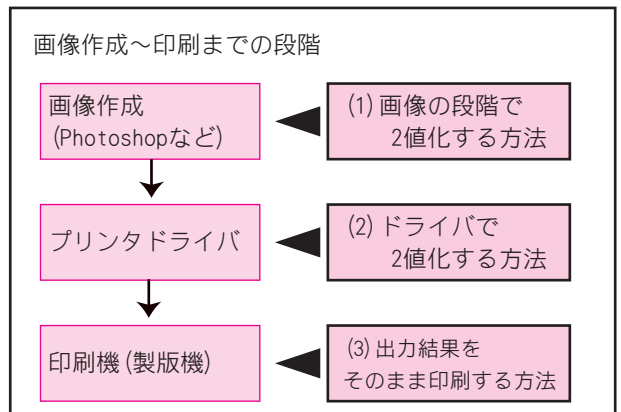 画像作成～印刷までの段階
画像作成
(Photoshopなど)
(1)画像の段階で
2値化する方法
プリンタドライバ
(2)ドライバで
2値化する方法
印刷機(製版機)
(3)出力結果を
そのまま印刷する方法